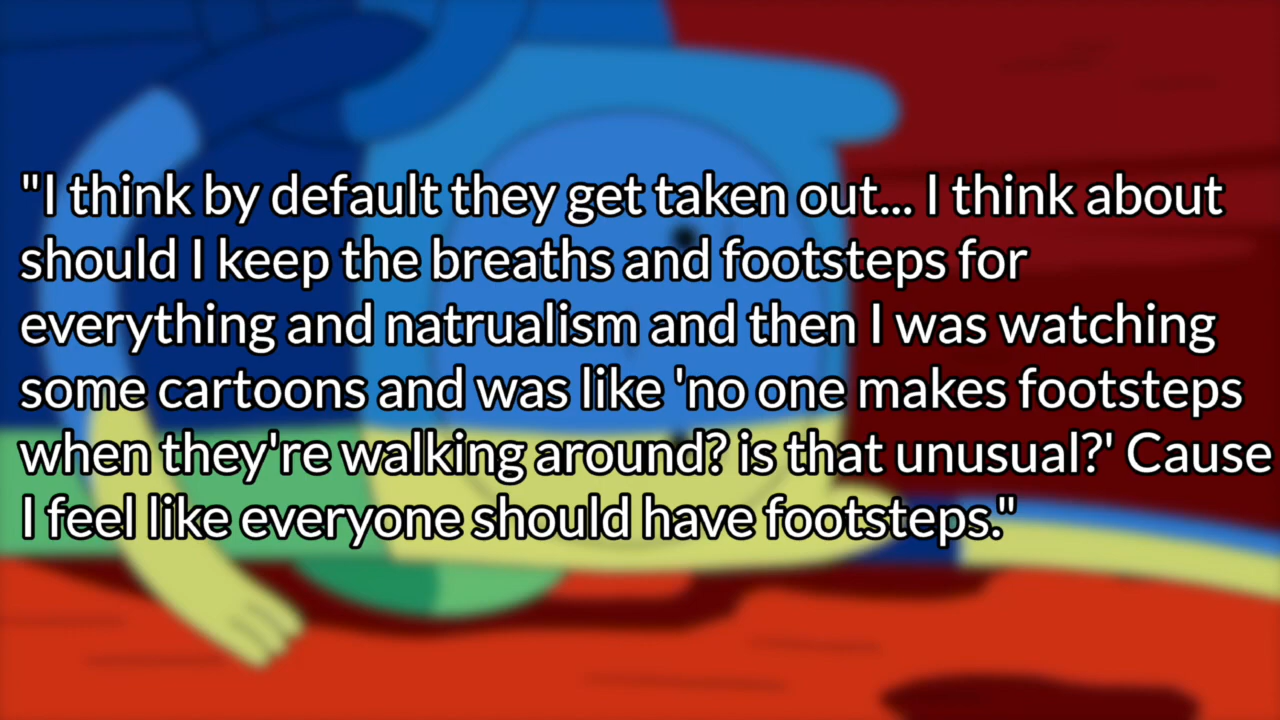 "I think by default they get taken out... I think about
should I keep the breaths and footsteps for
everything and natrualism and then I was watching
some cartoons and was like 'no one makes footsteps
when they're walking around? is that unusual?' Cause
I feel like everyone should have footsteps."